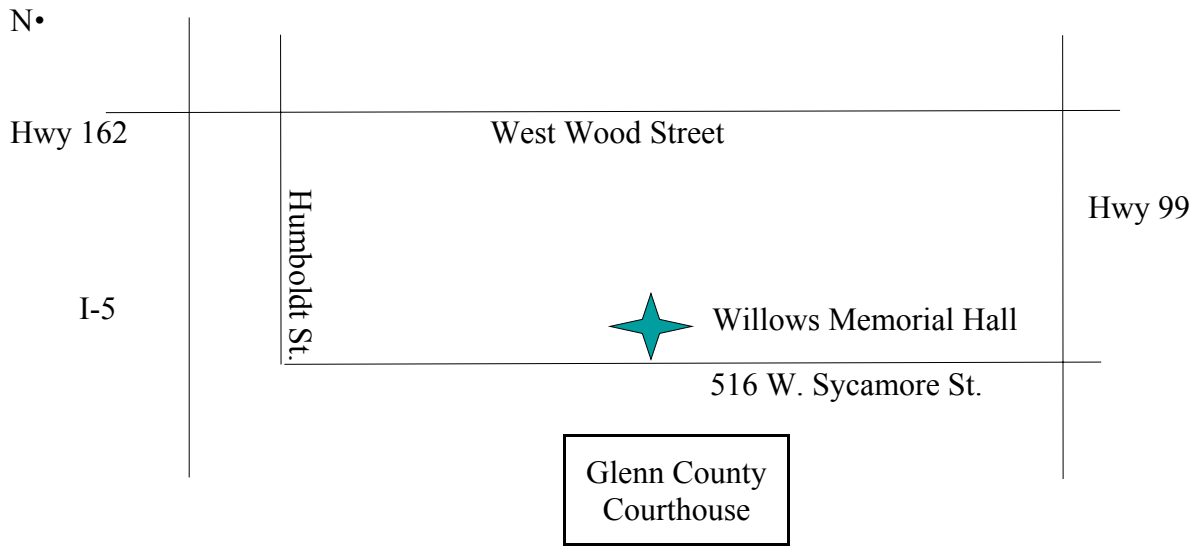 N•
Hwy 162
West Wood Street
Humboldt St.
Hwy 99
I-5
Willows Memorial Hall
516 W. Sycamore St.
Glenn County
Courthouse